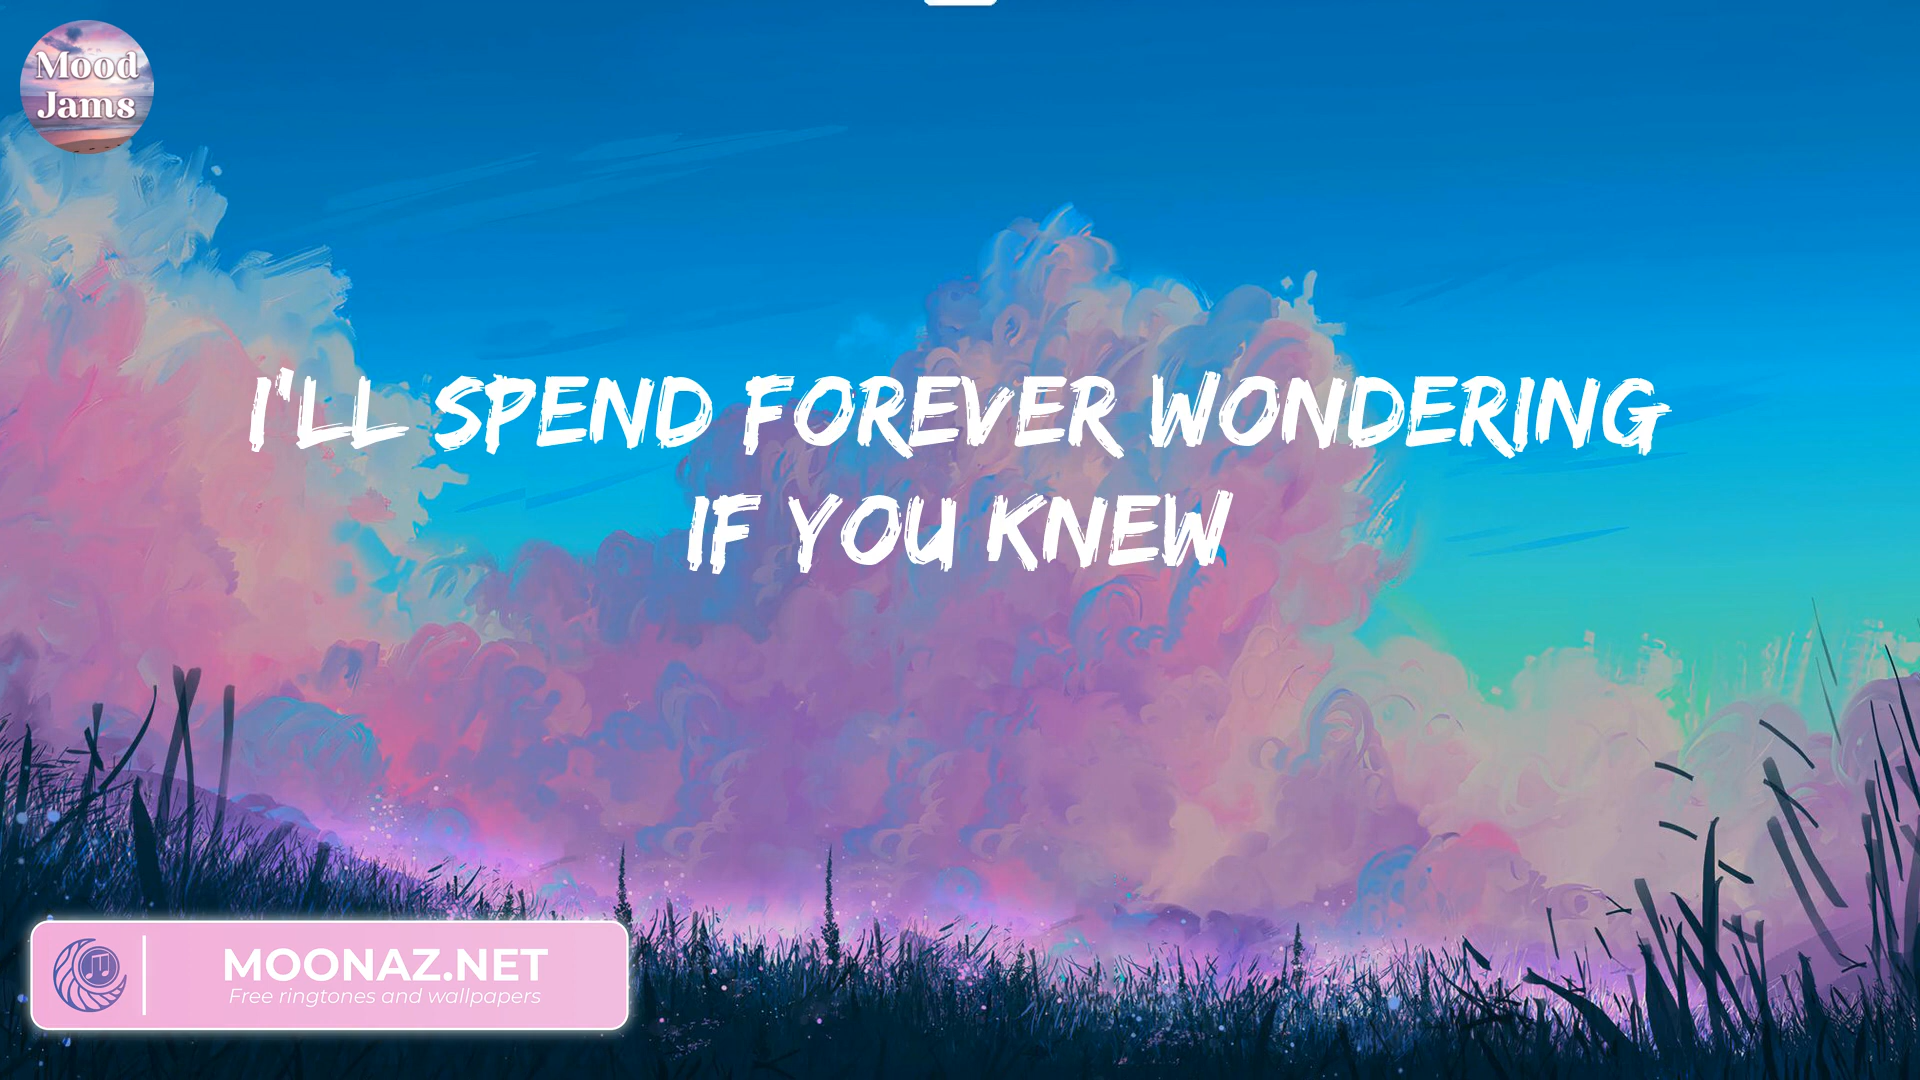 Mood
Jams
I'LL SPEND FOREVER WONDERING
IF YOU KNEW
MOONAZ.NET
Free ringtones and wallpapers